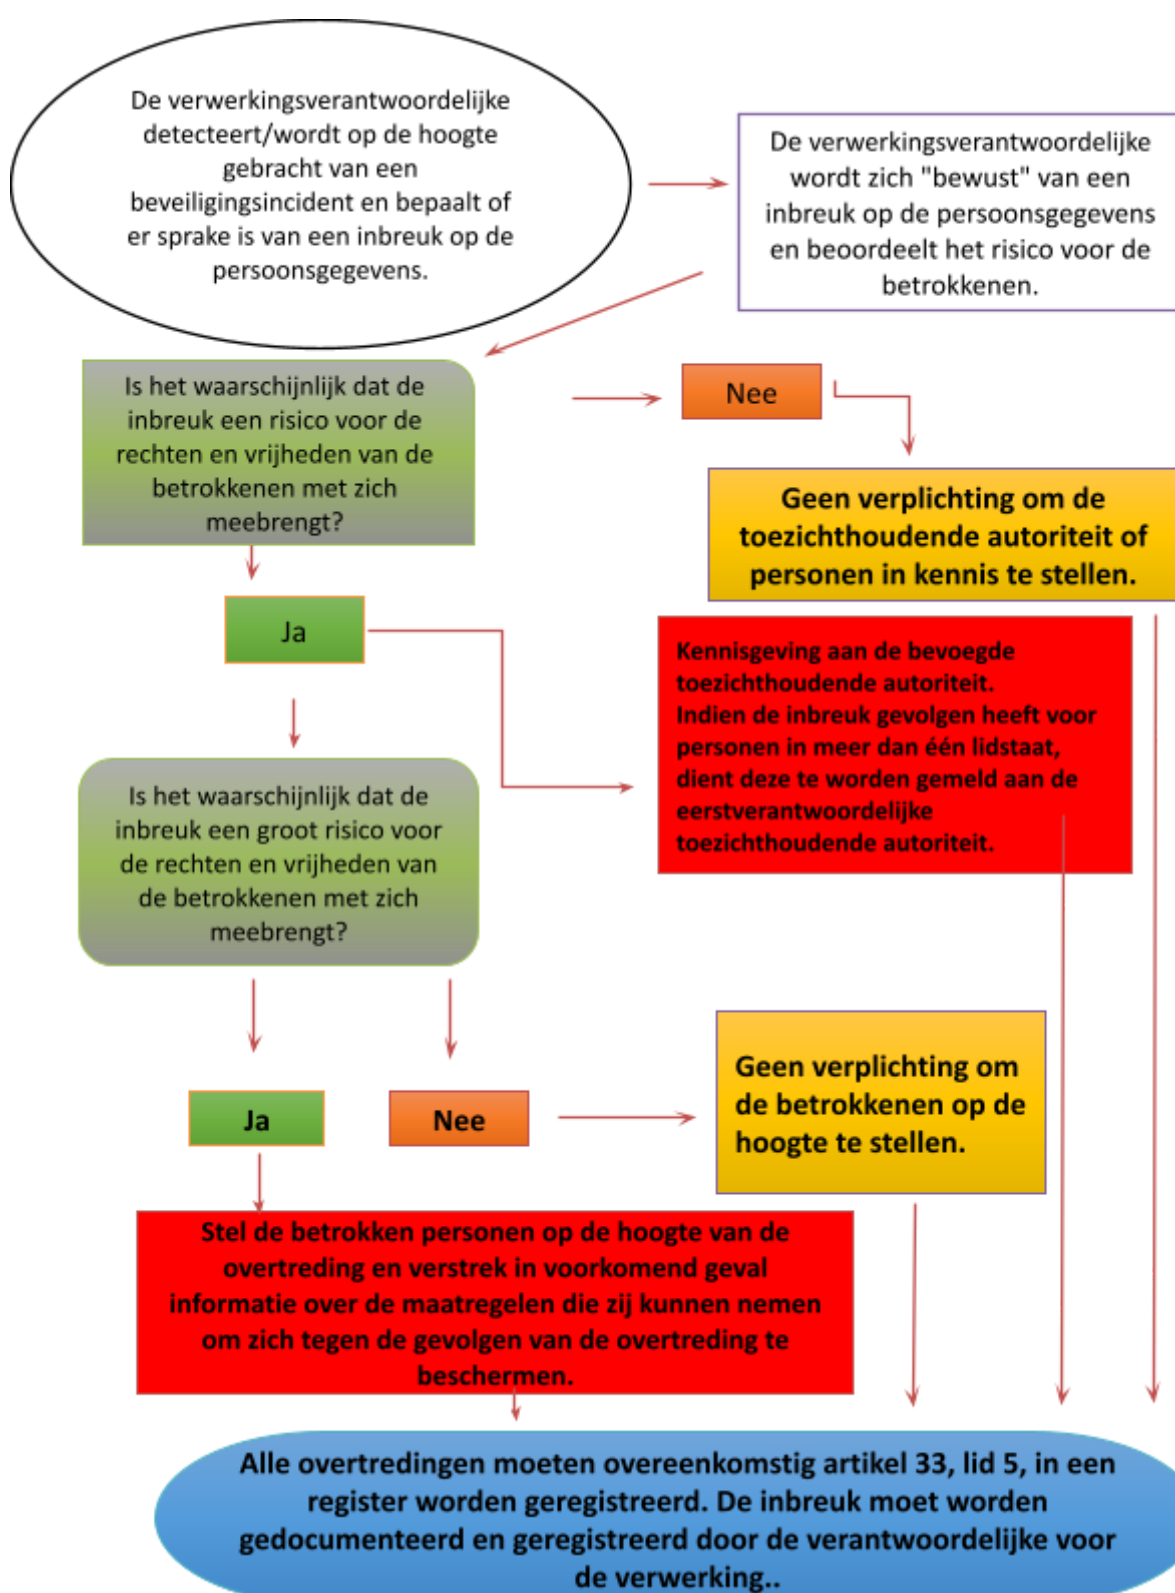 De verwerkingsverantwoordelijke
detecteert/wordt op de hoogte
gebracht van een
beveiligingsincident en bepaalt of
er sprake is van een inbreuk op de
persoonsgegevens.
De verwerkingsverantwoordelijke
wordt zich "bewust" van een
inbreuk op de persoonsgegevens
en beoordeelt het risico voor de
betrokkenen.
Is het waarschijnlijk dat de
inbreuk een risico voor de
rechten en vrijheden van de
betrokkenen met zich
meebrengt?
Nee
Geen verplichting om de
toezichthoudende autoriteit of
personen in kennis te stellen.
Ja
Kennisgeving aan de bevoegde
toezichthoudende autoriteit.
Indien de inbreuk gevolgen heeft voor
personen in meer dan één lidstaat,
dient deze te worden gemeld aan de
eerstverantwoordelijke
toezichthoudende autoriteit.
Is het waarschijnlijk dat de
inbreuk een groot risico voor
de rechten en vrijheden van
de betrokkenen met zich
meebrengt?
Ja
Nee
Geen verplichting om
de betrokkenen op de
hoogte te stellen.
Stel de betrokken personen op de hoogte van de
overtreding en verstrek in voorkomend geval
informatie over de maatregelen die zij kunnen nemen
om zich tegen de gevolgen van de overtreding te
beschermen.
Alle overtredingen moeten overeenkomstig artikel 33, lid 5, in een
register worden geregistreerd. De inbreuk moet worden
gedocumenteerd en geregistreerd door de verantwoordelijke voor
de verwerking..